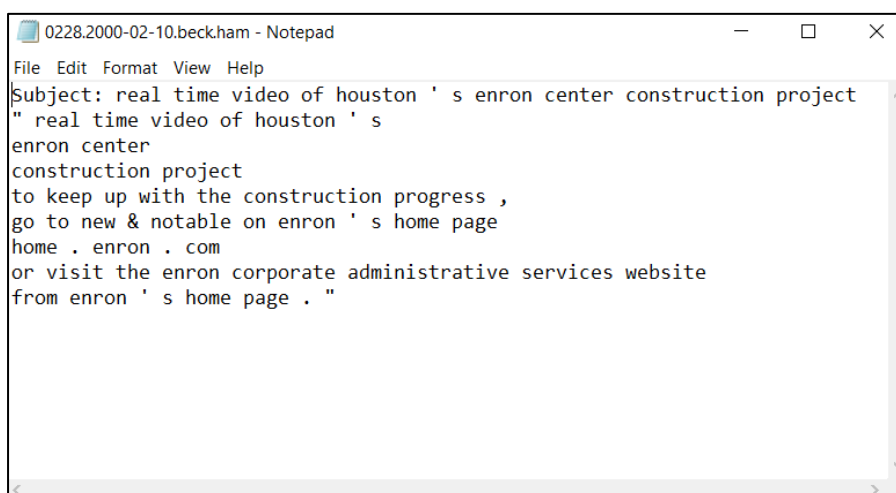 0228.2000-02-10.beck.ham - Notepad
File Edit Format View Help
Subject: real time video of houston ' s enron center construction project
" real time video of houston ' s
enron center
construction project
to keep up with the construction progress ,
go to new & notable on enron ' s home page
home . enron . com
or visit the enron corporate administrative services website
from enron ' s home page . "